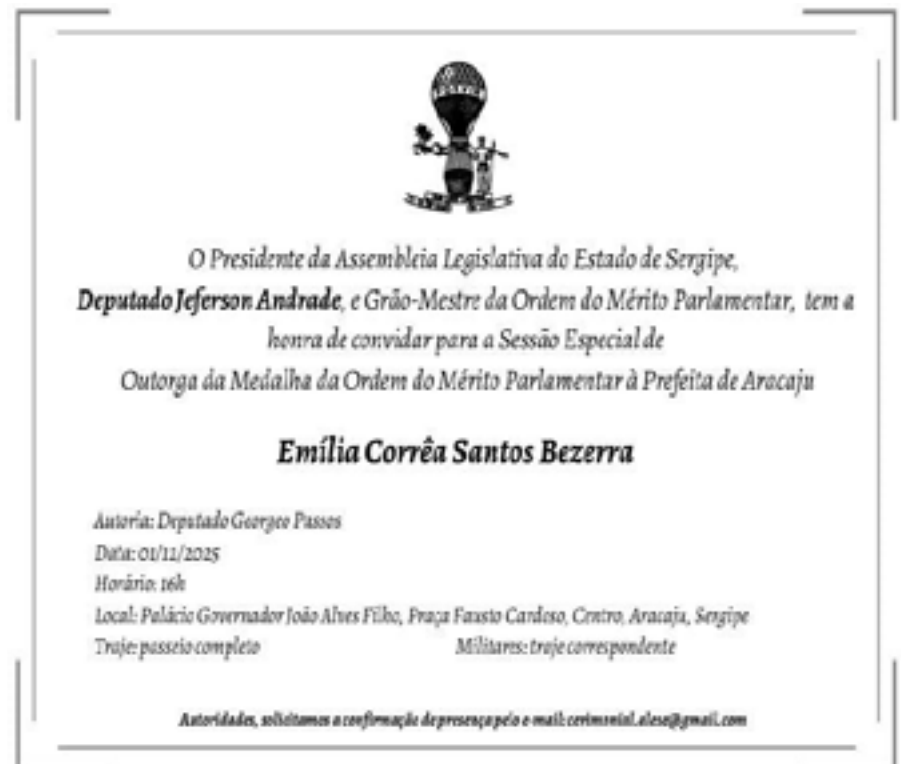 O Presidente da Assembleia Legislativa do Estado de Sergipe,
Deputado Jeferson Andrade, e Grão-Mestre da Ordem do Mérito Parlamentar, tem a
honra de convidar para a Sessão Especial de
Outorga da Medalha da Ordem do Mérito Parlamentar à Prefeita de Aracaju
Emília Corrêa Santos Bezerra
Autoria: Deputado Georgeo Passos
Data: 01/12/2025
Horário: 16h
Local: Palácio Governador João Alves Filho, Praça Fausto Cardoso, Centro, Aracaju, Sergipe
Traje: passeio completo
Militares: traje correspondente
Autoridades, solicitamos a confirmação de presença pelo e-mail: cerimonial.alese@gmail.com